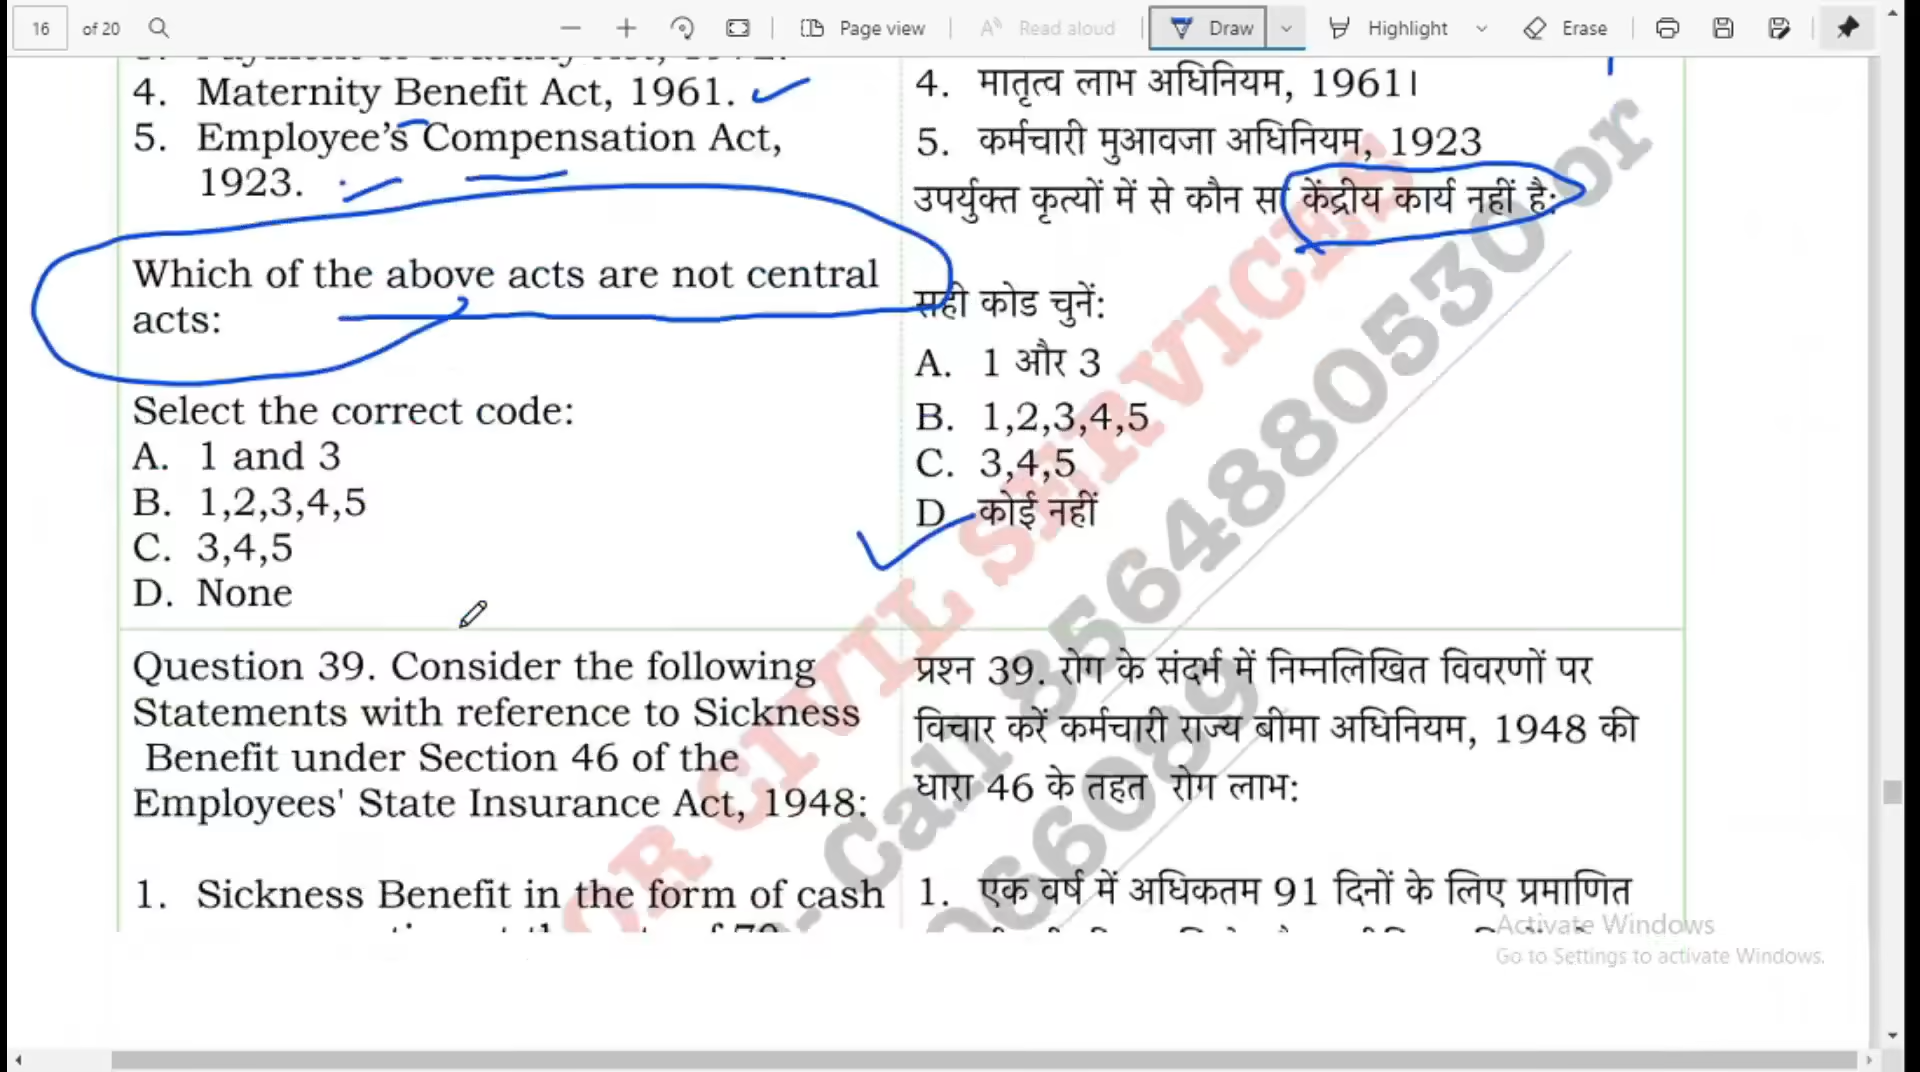 16 of 20 Page view Read aloud Draw Highlight Erase
4. Maternity Benefit Act, 1961.
5. Employee's Compensation Act,
1923.
Which of the above acts are not central
acts:
Select the correct code:
A. 1 and 3
B. 1,2,3,4,5
C. 3,4,5
D. None
4. मातृत्व लाभ अधिनियम, 1961।
5. कर्मचारी मुआवजा अधिनियम, 1923
उपर्युक्त कृत्यों में से कौन सा केंद्रीय कार्य नहीं है:
सही कोड चुनें:
A. 1 और 3
B. 1,2,3,4,5
C. 3,4,5
D. कोई नहीं
Question 39. Consider the following
Statements with reference to Sickness
Benefit under Section 46 of the
Employees' State Insurance Act, 1948:
1. Sickness Benefit in the form of cash
प्रश्न 39. रोग के संदर्भ में निम्नलिखित विवरणों पर
विचार करें कर्मचारी राज्य बीमा अधिनियम, 1948 की
धारा 46 के तहत रोग लाभ:
1. एक वर्ष में अधिकतम 91 दिनों के लिए प्रमाणित
OR CIVIL SERVICES
- Call 8564880530 or
Activate Windows
Go to Settings to activate Windows.